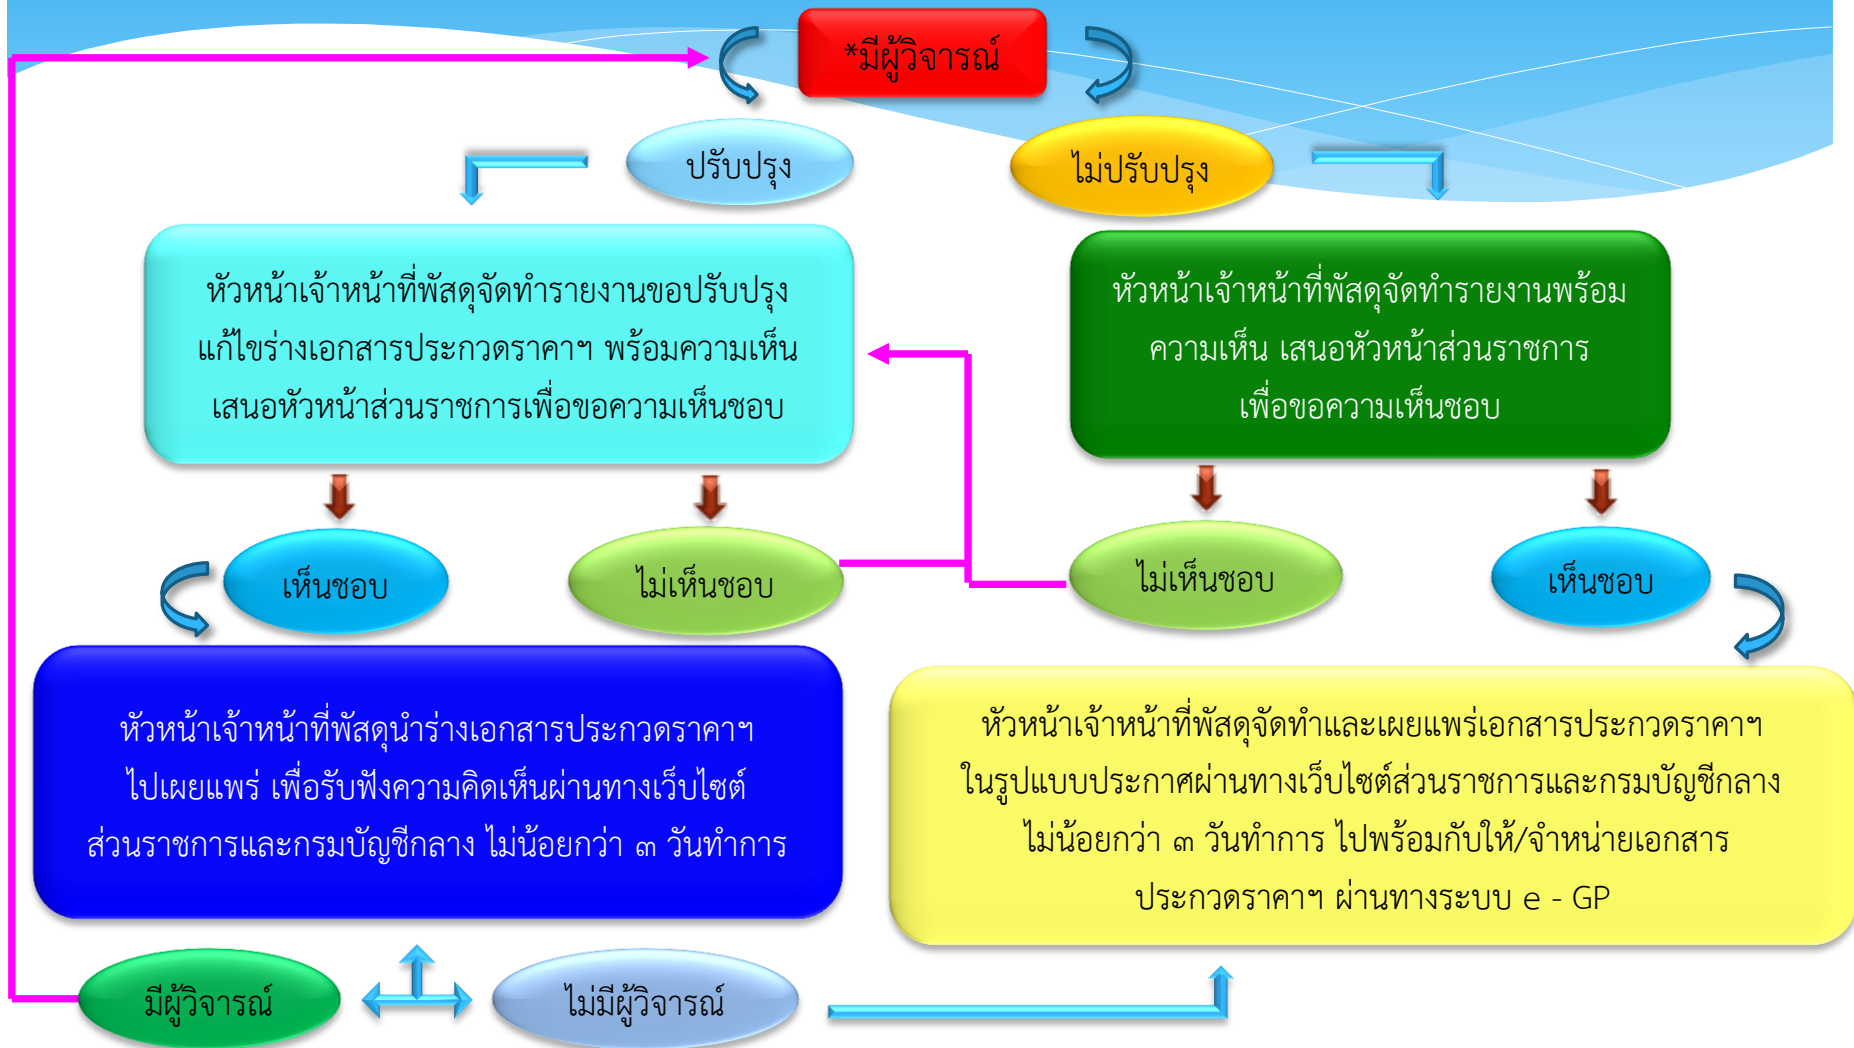 *มีผู้วิจารณ์
ปรับปรุง
ไม่ปรับปรุง
หัวหน้าเจ้าหน้าที่พัสดุจัดทำรายงานขอปรับปรุง
แก้ไขร่างเอกสารประกวดราคาฯ พร้อมความเห็น
เสนอหัวหน้าส่วนราชการเพื่อขอความเห็นชอบ
หัวหน้าเจ้าหน้าที่พัสดุจัดทำรายงานพร้อม
ความเห็น เสนอหัวหน้าส่วนราชการ
เพื่อขอความเห็นชอบ
เห็นชอบ
ไม่เห็นชอบ
ไม่เห็นชอบ
เห็นชอบ
หัวหน้าเจ้าหน้าที่พัสดุนำร่างเอกสารประกวดราคาฯ
ไปเผยแพร่ เพื่อรับฟังความคิดเห็นผ่านทางเว็บไซต์
ส่วนราชการและกรมบัญชีกลาง ไม่น้อยกว่า ๓ วันทำการ
หัวหน้าเจ้าหน้าที่พัสดุจัดทำและเผยแพร่เอกสารประกวดราคาฯ
ในรูปแบบประกาศผ่านทางเว็บไซต์ส่วนราชการและกรมบัญชีกลาง
ไม่น้อยกว่า ๓ วันทำการ ไปพร้อมกับให้/จำหน่ายเอกสาร
ประกวดราคาฯ ผ่านทางระบบ e - GP
มีผู้วิจารณ์
ไม่มีผู้วิจารณ์